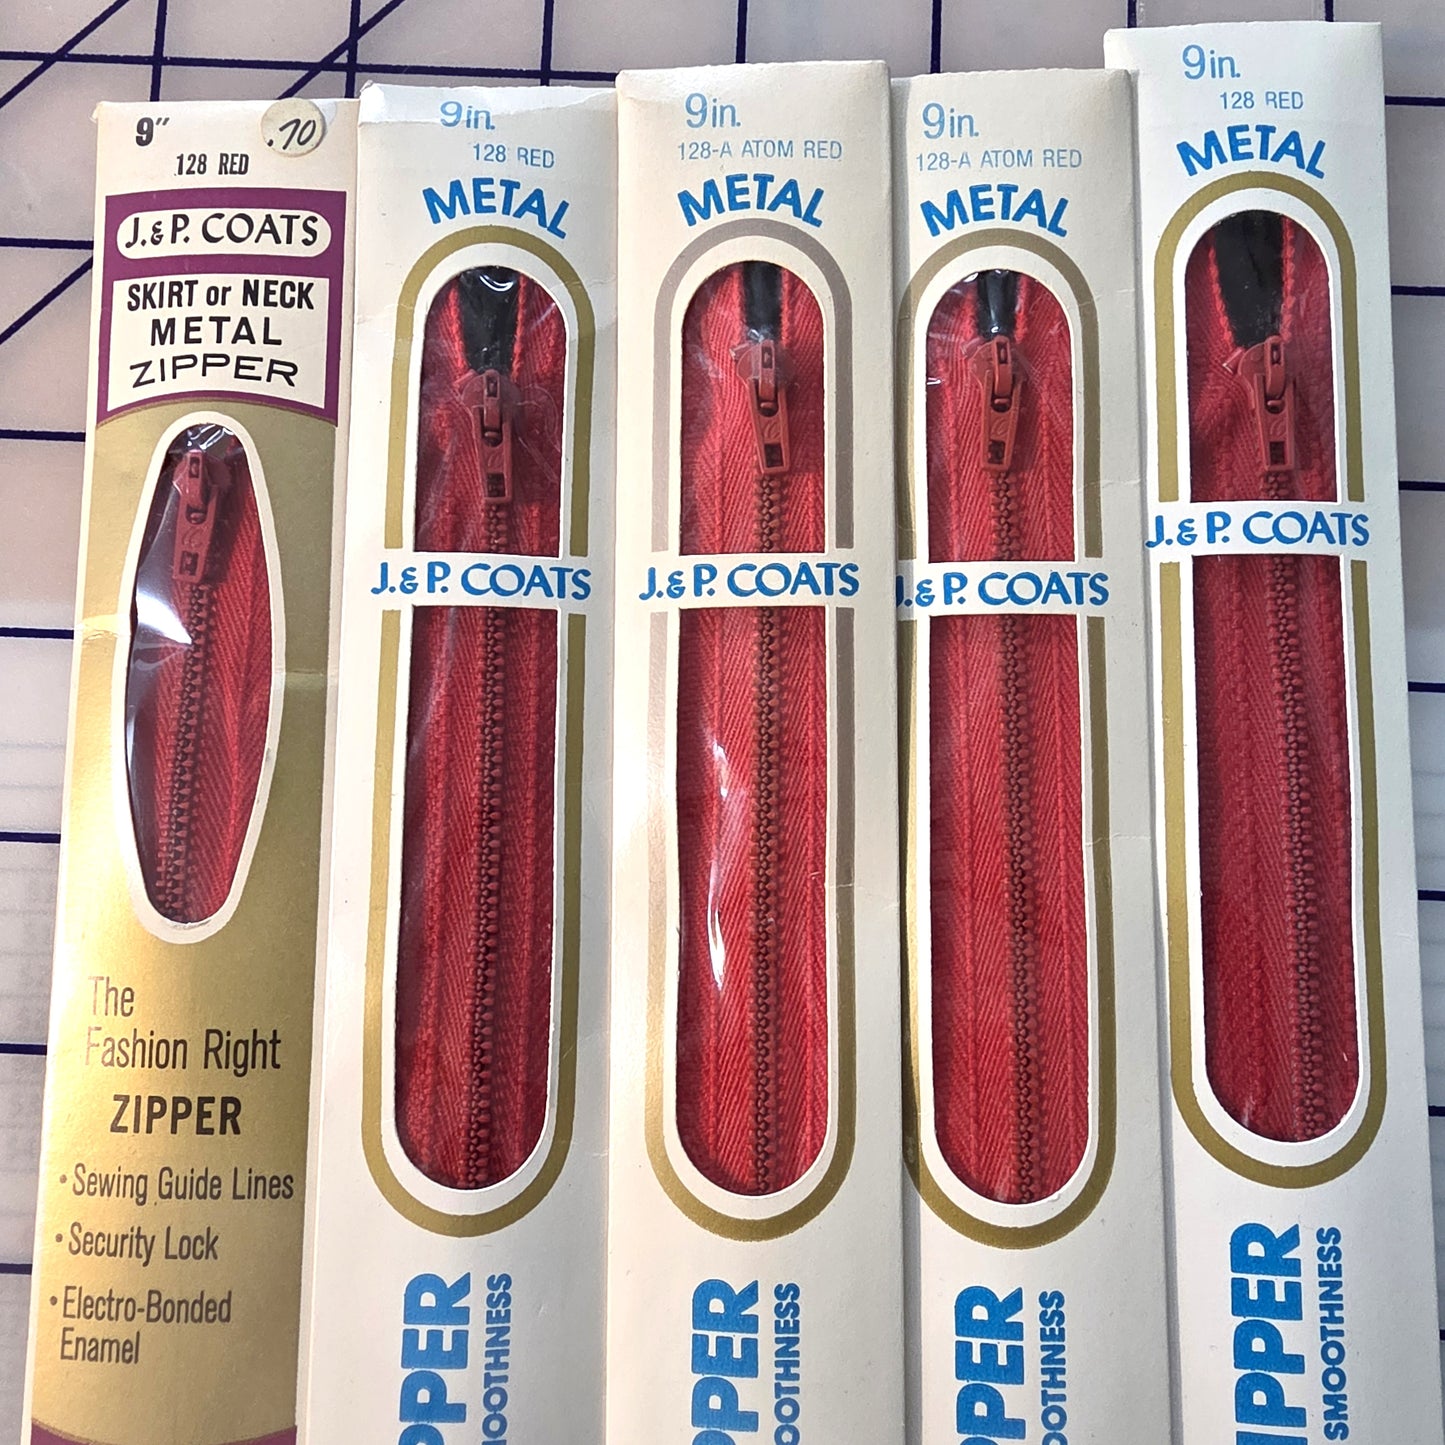 9"
.70
128 RED
J.&P. COATS
SKIRT or NECK
METAL
ZIPPER
The
Fashion Right
ZIPPER
•Sewing Guide Lines
•Security Lock
•Electro-Bonded
Enamel
9in.
128 RED
METAL
J.&P. COATS
PPER
OOTHNESS
9in.
128-A ATOM RED
METAL
J.&P. COATS
PPER
OOTHNESS
9in.
128-A ATOM RED
METAL
J.&P. COATS
PPER
OOTHNESS
9in.
128 RED
METAL
J.&P. COATS
IPPER
SMOOTHNESS